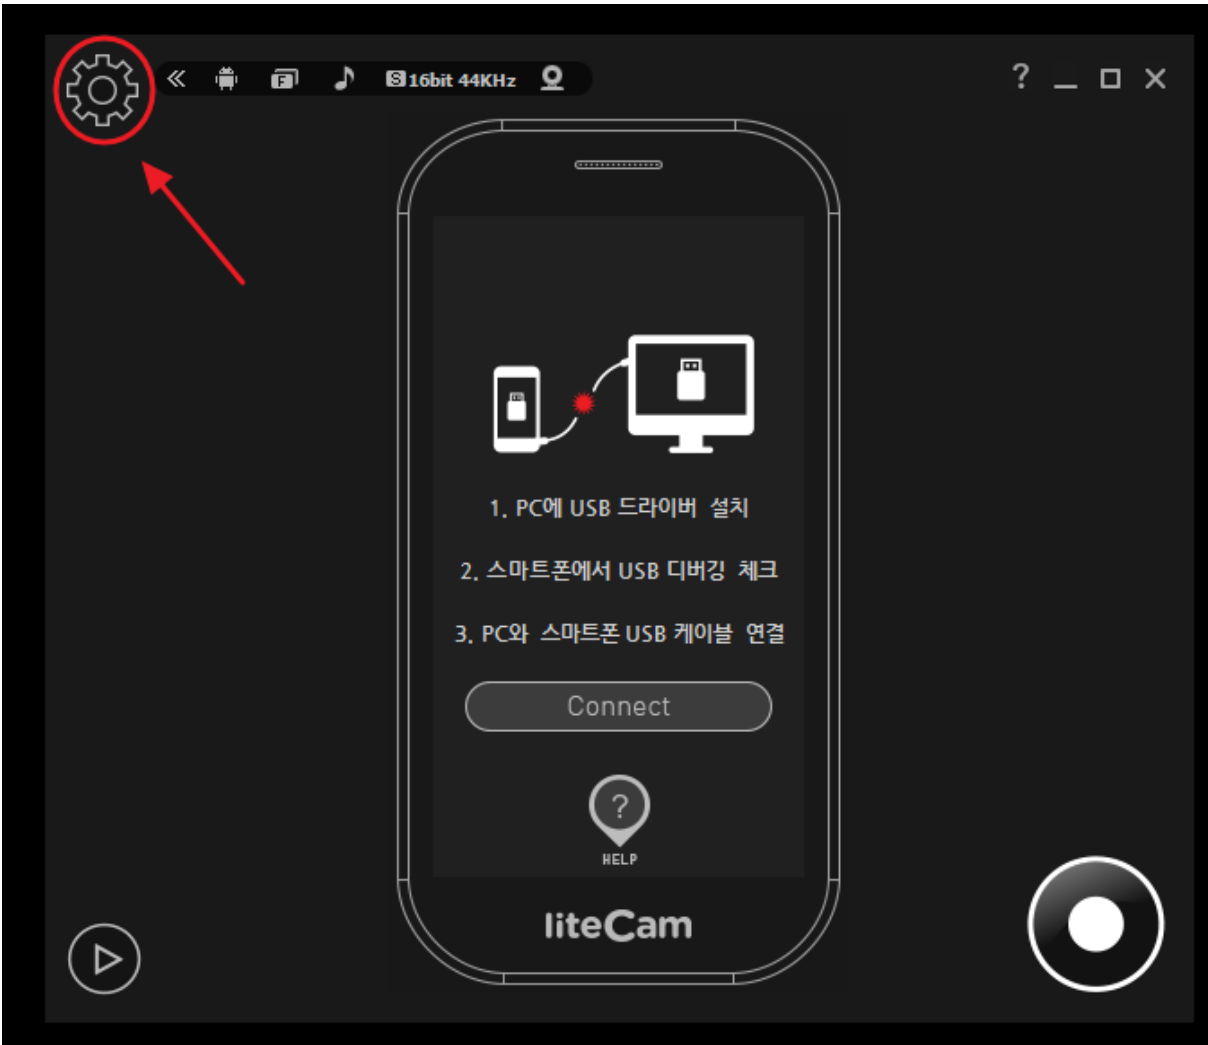 S 16bit 44KHz
?
F
1. PC에 USB 드라이버 설치
2. 스마트폰에서 USB 디버깅 체크
3. PC와 스마트폰 USB 케이블 연결
Connect
?
HELP
liteCam